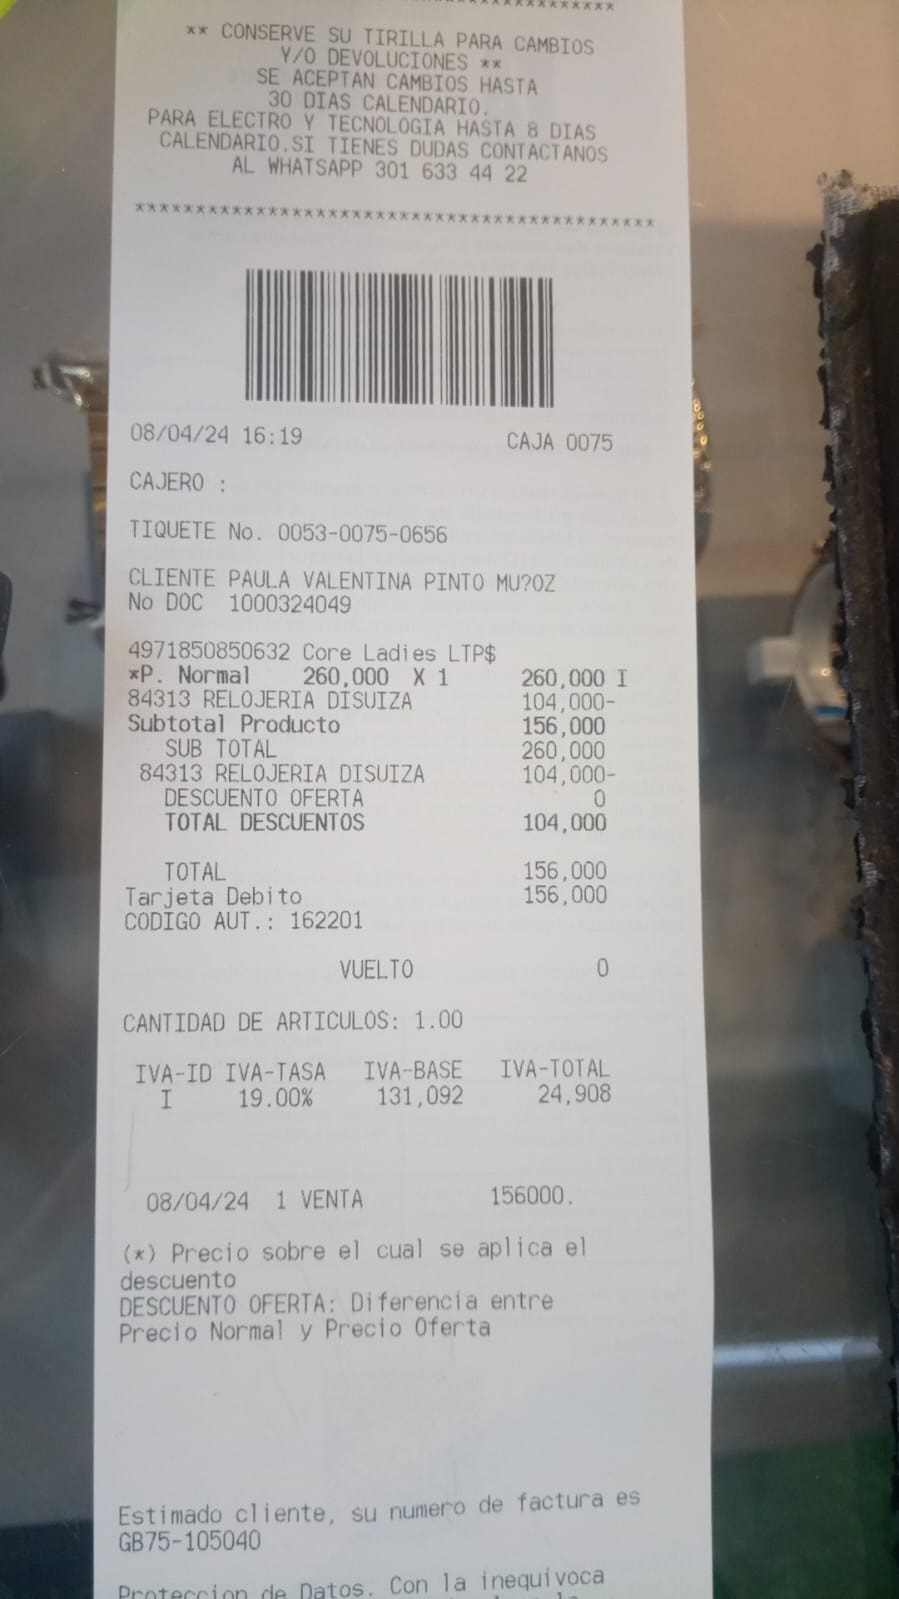 ******************************************
** CONSERVE SU TIRILLA PARA CAMBIOS
Y/O DEVOLUCIONES **
SE ACEPTAN CAMBIOS HASTA
30 DIAS CALENDARIO.
PARA ELECTRO Y TECNOLOGIA HASTA 8 DIAS
CALENDARIO.SI TIENES DUDAS CONTACTANOS
AL WHATSAPP 301 633 44 22
******************************************
08/04/24 16:19 CAJA 0075
CAJERO :
TIQUETE No. 0053-0075-0656
CLIENTE PAULA VALENTINA PINTO MU?OZ
No DOC 1000324049
4971850850632 Core Ladies LTP$
*P. Normal 260,000 X 1 260,000 I
84313 RELOJERIA DISUIZA 104,000-
Subtotal Producto 156,000
SUB TOTAL 260,000
84313 RELOJERIA DISUIZA 104,000-
DESCUENTO OFERTA 0
TOTAL DESCUENTOS 104,000
TOTAL 156,000
Tarjeta Debito 156,000
CODIGO AUT.: 162201
VUELTO 0
CANTIDAD DE ARTICULOS: 1.00
IVA-ID IVA-TASA IVA-BASE IVA-TOTAL
I 19.00% 131,092 24,908
08/04/24 1 VENTA 156000.
(*) Precio sobre el cual se aplica el
descuento
DESCUENTO OFERTA: Diferencia entre
Precio Normal y Precio Oferta
Estimado cliente, su numero de factura es
GB75-105040
Proteccion de Datos. Con la inequivoca